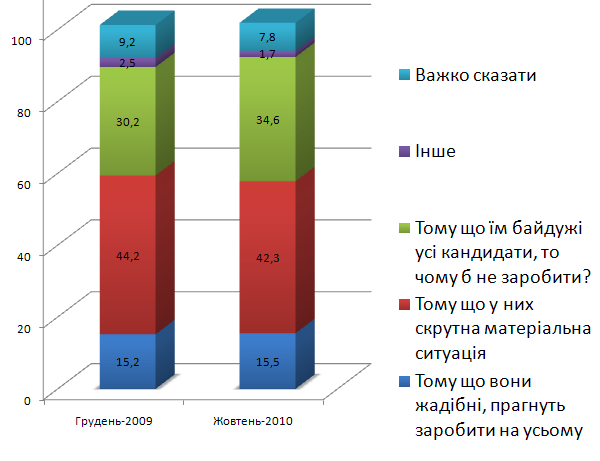 100
80
60
40
20
0
9,2
2,5
30,2
44,2
15,2
7,8
1,7
34,6
42,3
15,5
Грудень-2009
Жовтень-2010
Важко сказати
Інше
Тому що їм байдужі
усі кандидати, то
чому б не заробити?
Тому що у них
скрутна матеріальна
ситуація
Тому що вони
жадібні, прагнуть
заробити на усьому